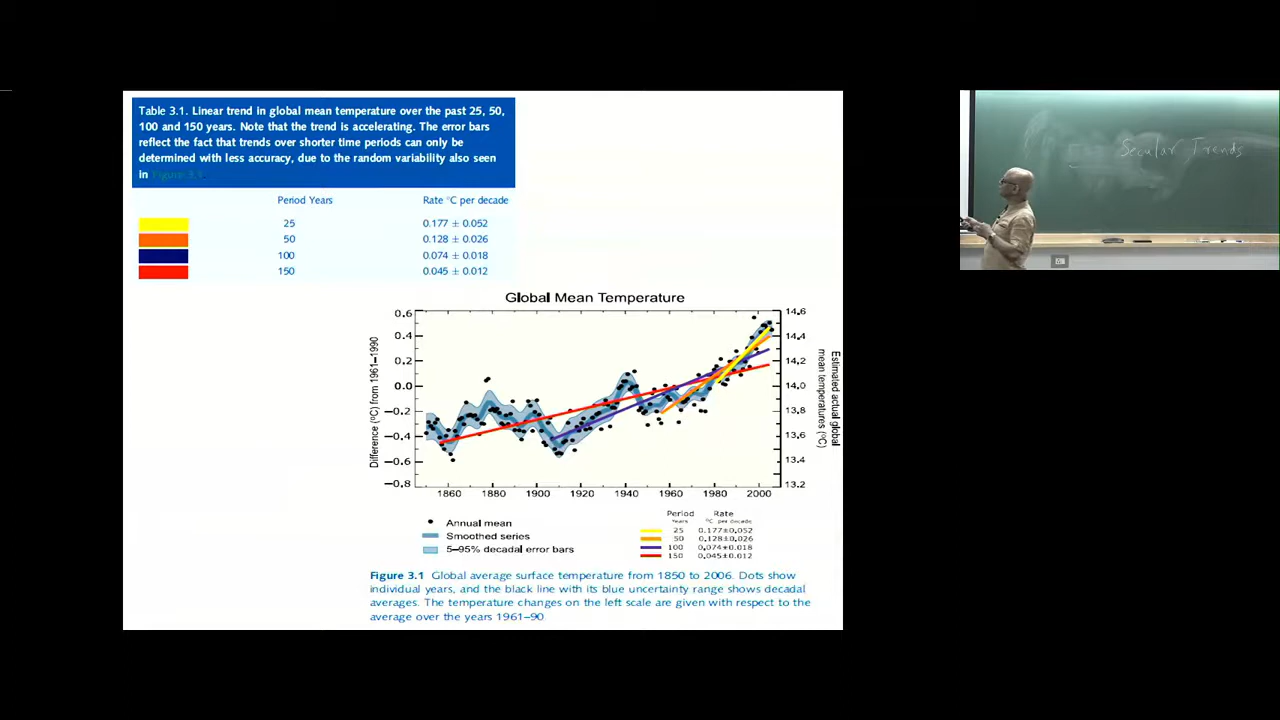 Table 3.1. Linear trend in global mean temperature over the past 25, 50,
100 and 150 years. Note that the trend is accelerating. The error bars
reflect the fact that trends over shorter time periods can only be
determined with less accuracy, due to the random variability also seen
in Figure 3.1.
Period Years Rate °C per decade
25 0.177 ± 0.052
50 0.128 ± 0.026
100 0.074 ± 0.018
150 0.045 ± 0.012
Global Mean Temperature
Difference (°C) from 1961–1990
0.6
0.4
0.2
0.0
−0.2
−0.4
−0.6
−0.8
14.6
14.4
14.2
14.0
13.8
13.6
13.4
13.2
Estimated actual global
mean temperatures (°C)
1860 1880 1900 1920 1940 1960 1980 2000
Annual mean
Smoothed series
5–95% decadal error bars
Period Rate
Years °C per decade
25 0.177±0.052
50 0.128±0.026
100 0.074±0.018
150 0.045±0.012
Figure 3.1 Global average surface temperature from 1850 to 2006. Dots show
individual years, and the black line with its blue uncertainty range shows decadal
averages. The temperature changes on the left scale are given with respect to the
average over the years 1961–90
Secular Trends